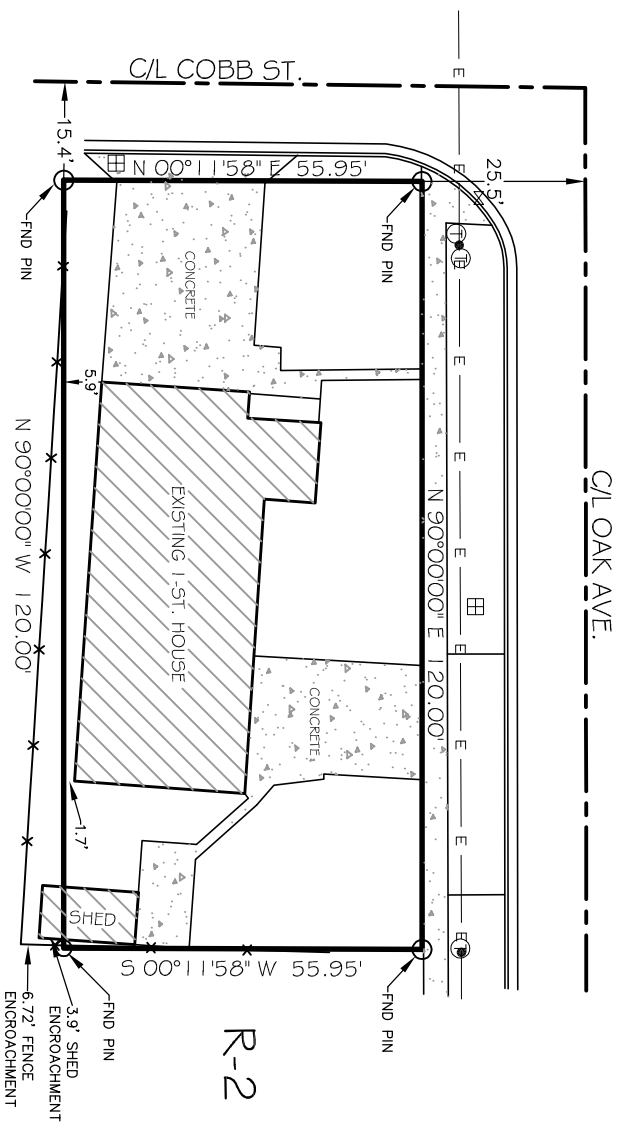 C/L COBB ST.
C/L OAK AVE.
15.4'
25.5'
N 00°11'58" E 55.95'
FND PIN
FND PIN
CONCRETE
5.9'
N 90°00'00" W 120.00'
EXISTING 1-ST. HOUSE
N 90°00'00" E 120.00'
CONCRETE
1.7'
SHED
S 00°11'58" W 55.95'
FND PIN
FND PIN
3.9' SHED
ENCROACHMENT
6.72' FENCE
ENCROACHMENT
R-2
E
E
E
E
E
E
E
E
E
T